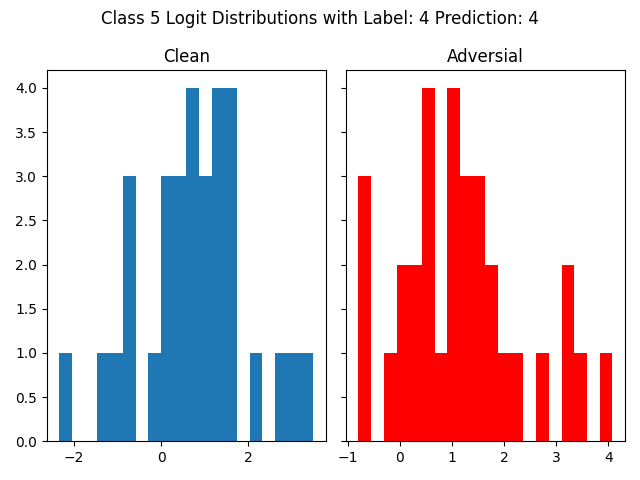 Class 5 Logit Distributions with Label: 4 Prediction: 4
Clean
Adversial
4.0
3.5
3.0
2.5
2.0
1.5
1.0
0.5
0.0
−2 0 2
−1 0 1 2 3 4